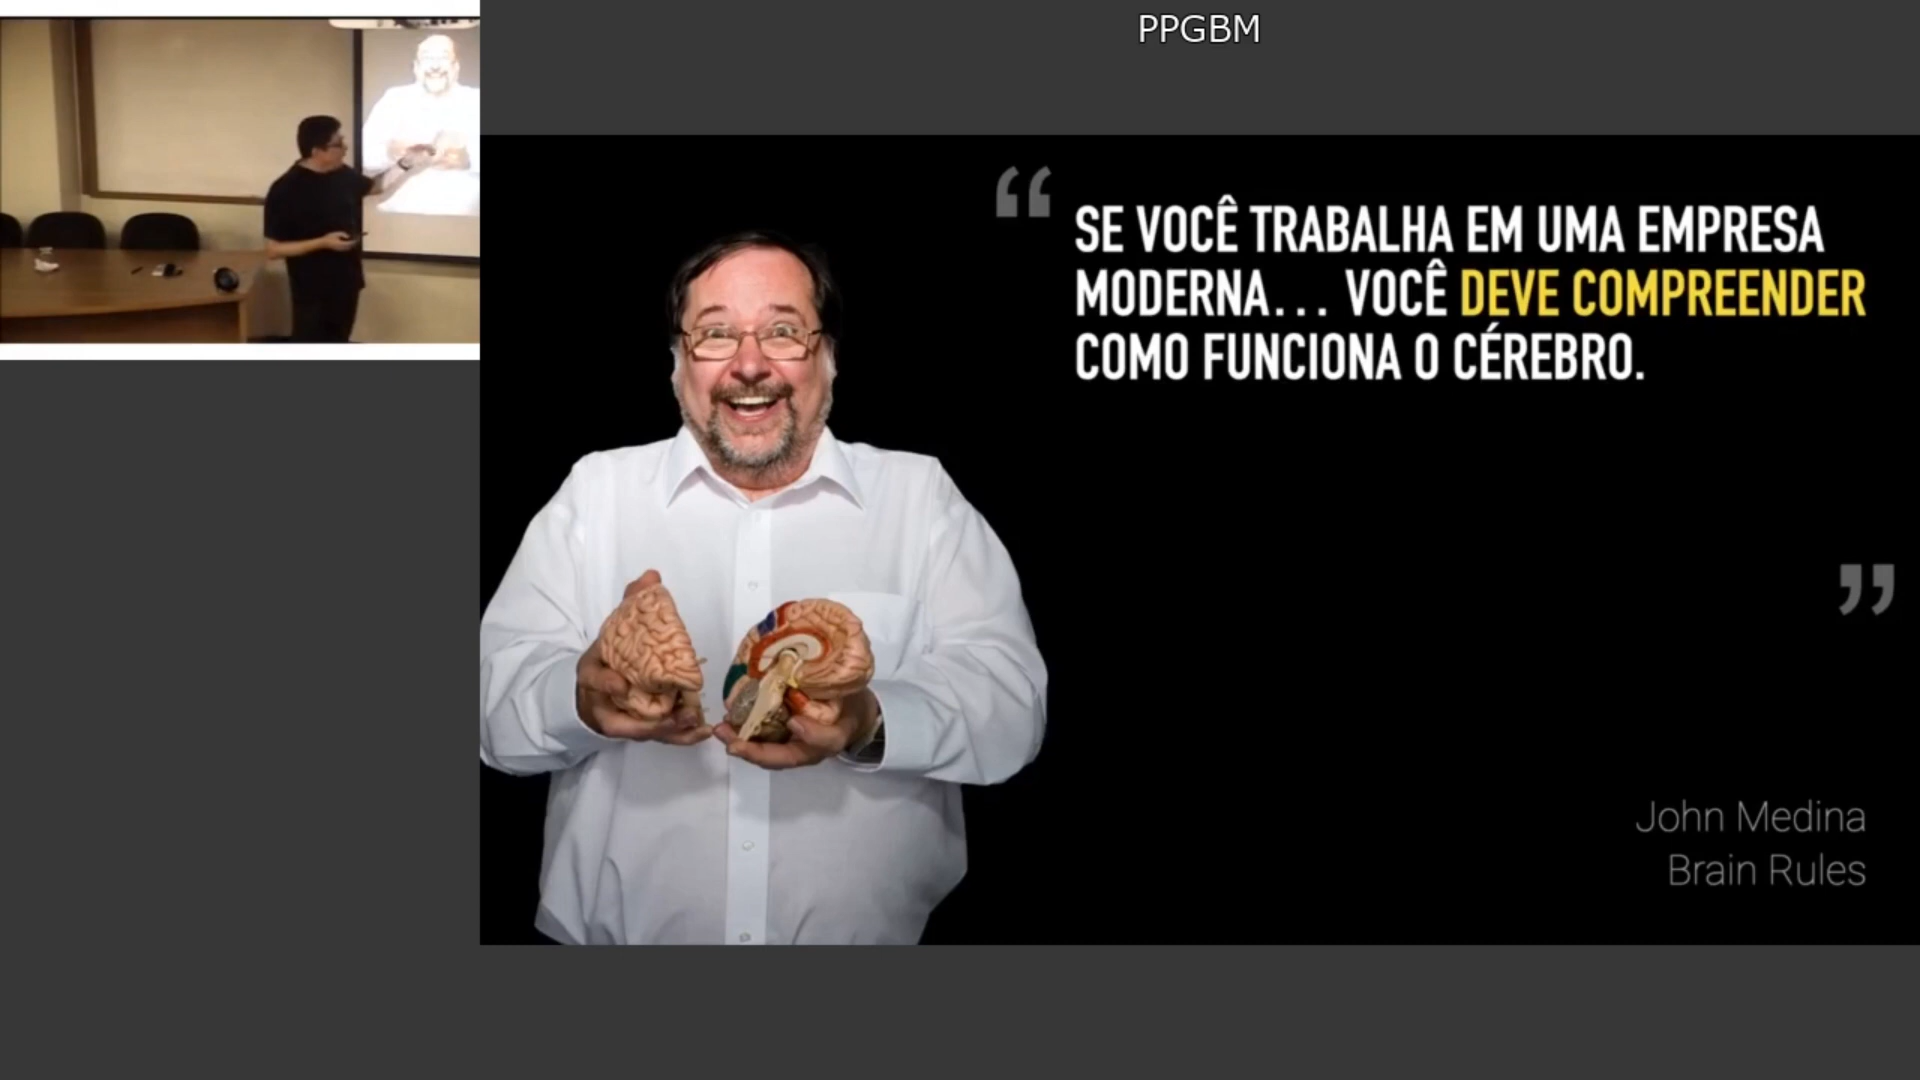 PPGBM
“
SE VOCÊ TRABALHA EM UMA EMPRESA
MODERNA... VOCÊ DEVE COMPREENDER
COMO FUNCIONA O CÉREBRO.
”
John Medina
Brain Rules